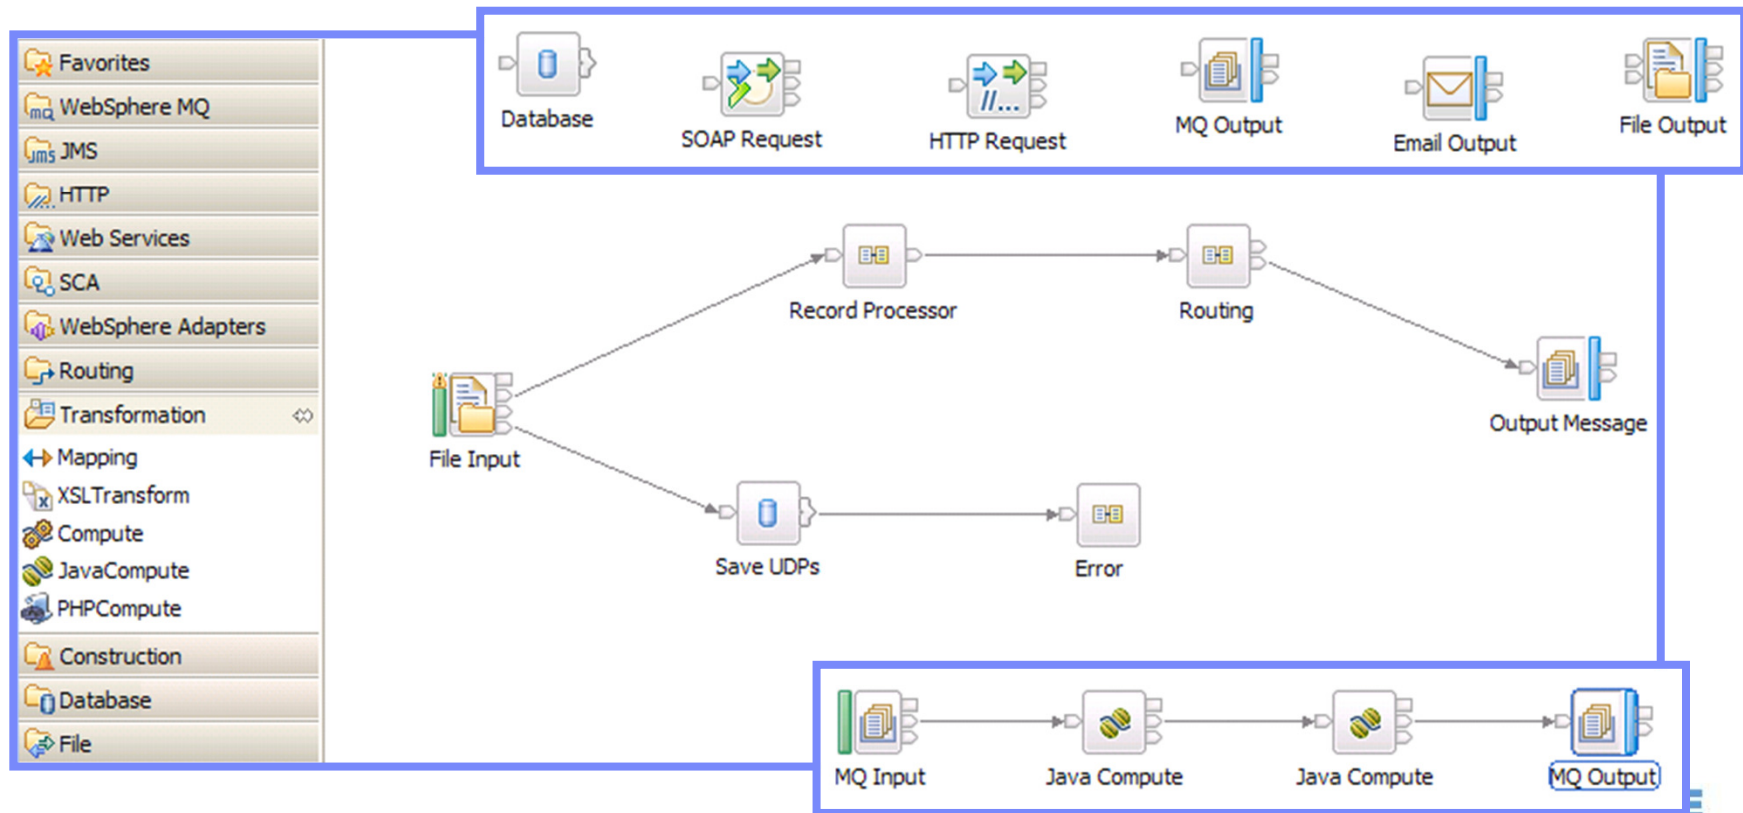 Favorites
WebSphere MQ
JMS
HTTP
Web Services
SCA
WebSphere Adapters
Routing
Transformation
Mapping
XSLTransform
Compute
JavaCompute
PHPCompute
Construction
Database
File
Database
SOAP Request
HTTP Request
MQ Output
Email Output
File Output
Record Processor
Routing
Output Message
File Input
Save UDPs
Error
MQ Input
Java Compute
Java Compute
MQ Output